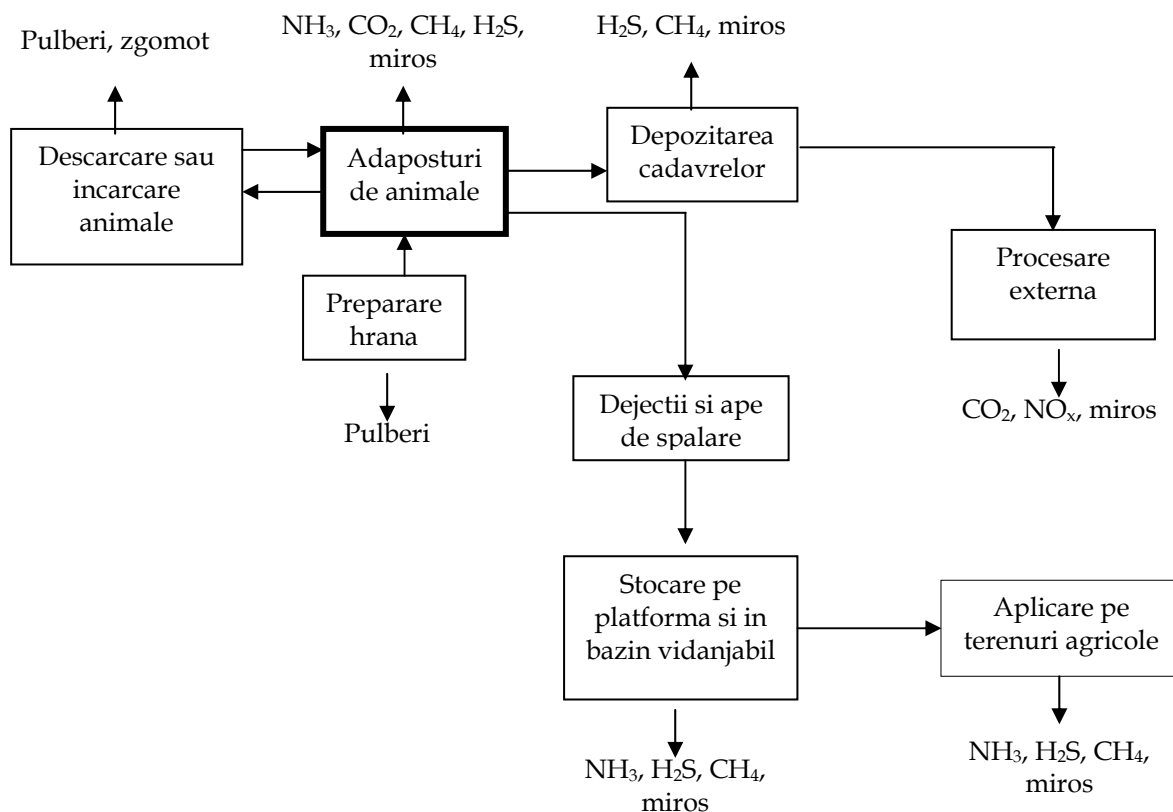 Pulberi, zgomot
NH₃, CO₂, CH₄, H₂S,
miros
H₂S, CH₄, miros
Descarcare sau
incarcare
animale
Adaposturi
de animale
Depozitarea
cadavrelor
Procesare
externa
Preparare
hrana
Pulberi
Dejectii si ape
de spalare
CO₂, NOₓ, miros
Stocare pe
platforma si in
bazin vidanjabil
Aplicare pe
terenuri agricole
NH₃, H₂S, CH₄,
miros
NH₃, H₂S, CH₄,
miros